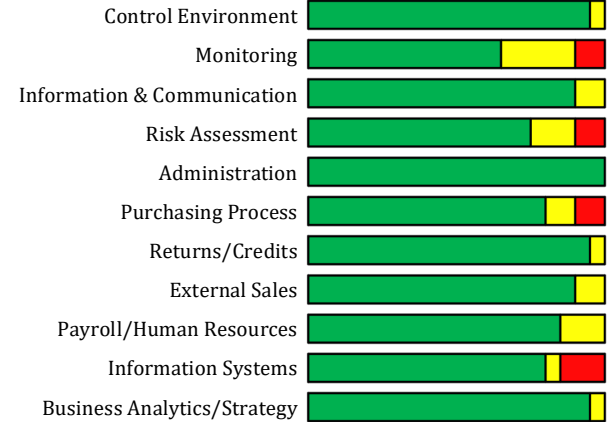 Control Environment
Monitoring
Information & Communication
Risk Assessment
Administration
Purchasing Process
Returns/Credits
External Sales
Payroll/Human Resources
Information Systems
Business Analytics/Strategy